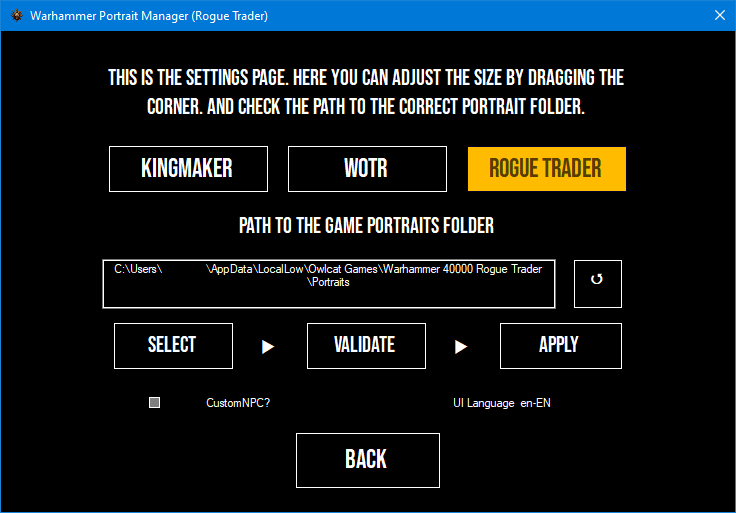 Warhammer Portrait Manager (Rogue Trader)
THIS IS THE SETTINGS PAGE. HERE YOU CAN ADJUST THE SIZE BY DRAGGING THE
CORNER. AND CHECK THE PATH TO THE CORRECT PORTRAIT FOLDER.
KINGMAKER WOTR ROGUE TRADER
PATH TO THE GAME PORTRAITS FOLDER
C:\Users\ \AppData\LocalLow\Owlcat Games\Warhammer 40000 Rogue Trader
\Portraits
SELECT VALIDATE APPLY
CustomNPC? UI Language en-EN
BACK